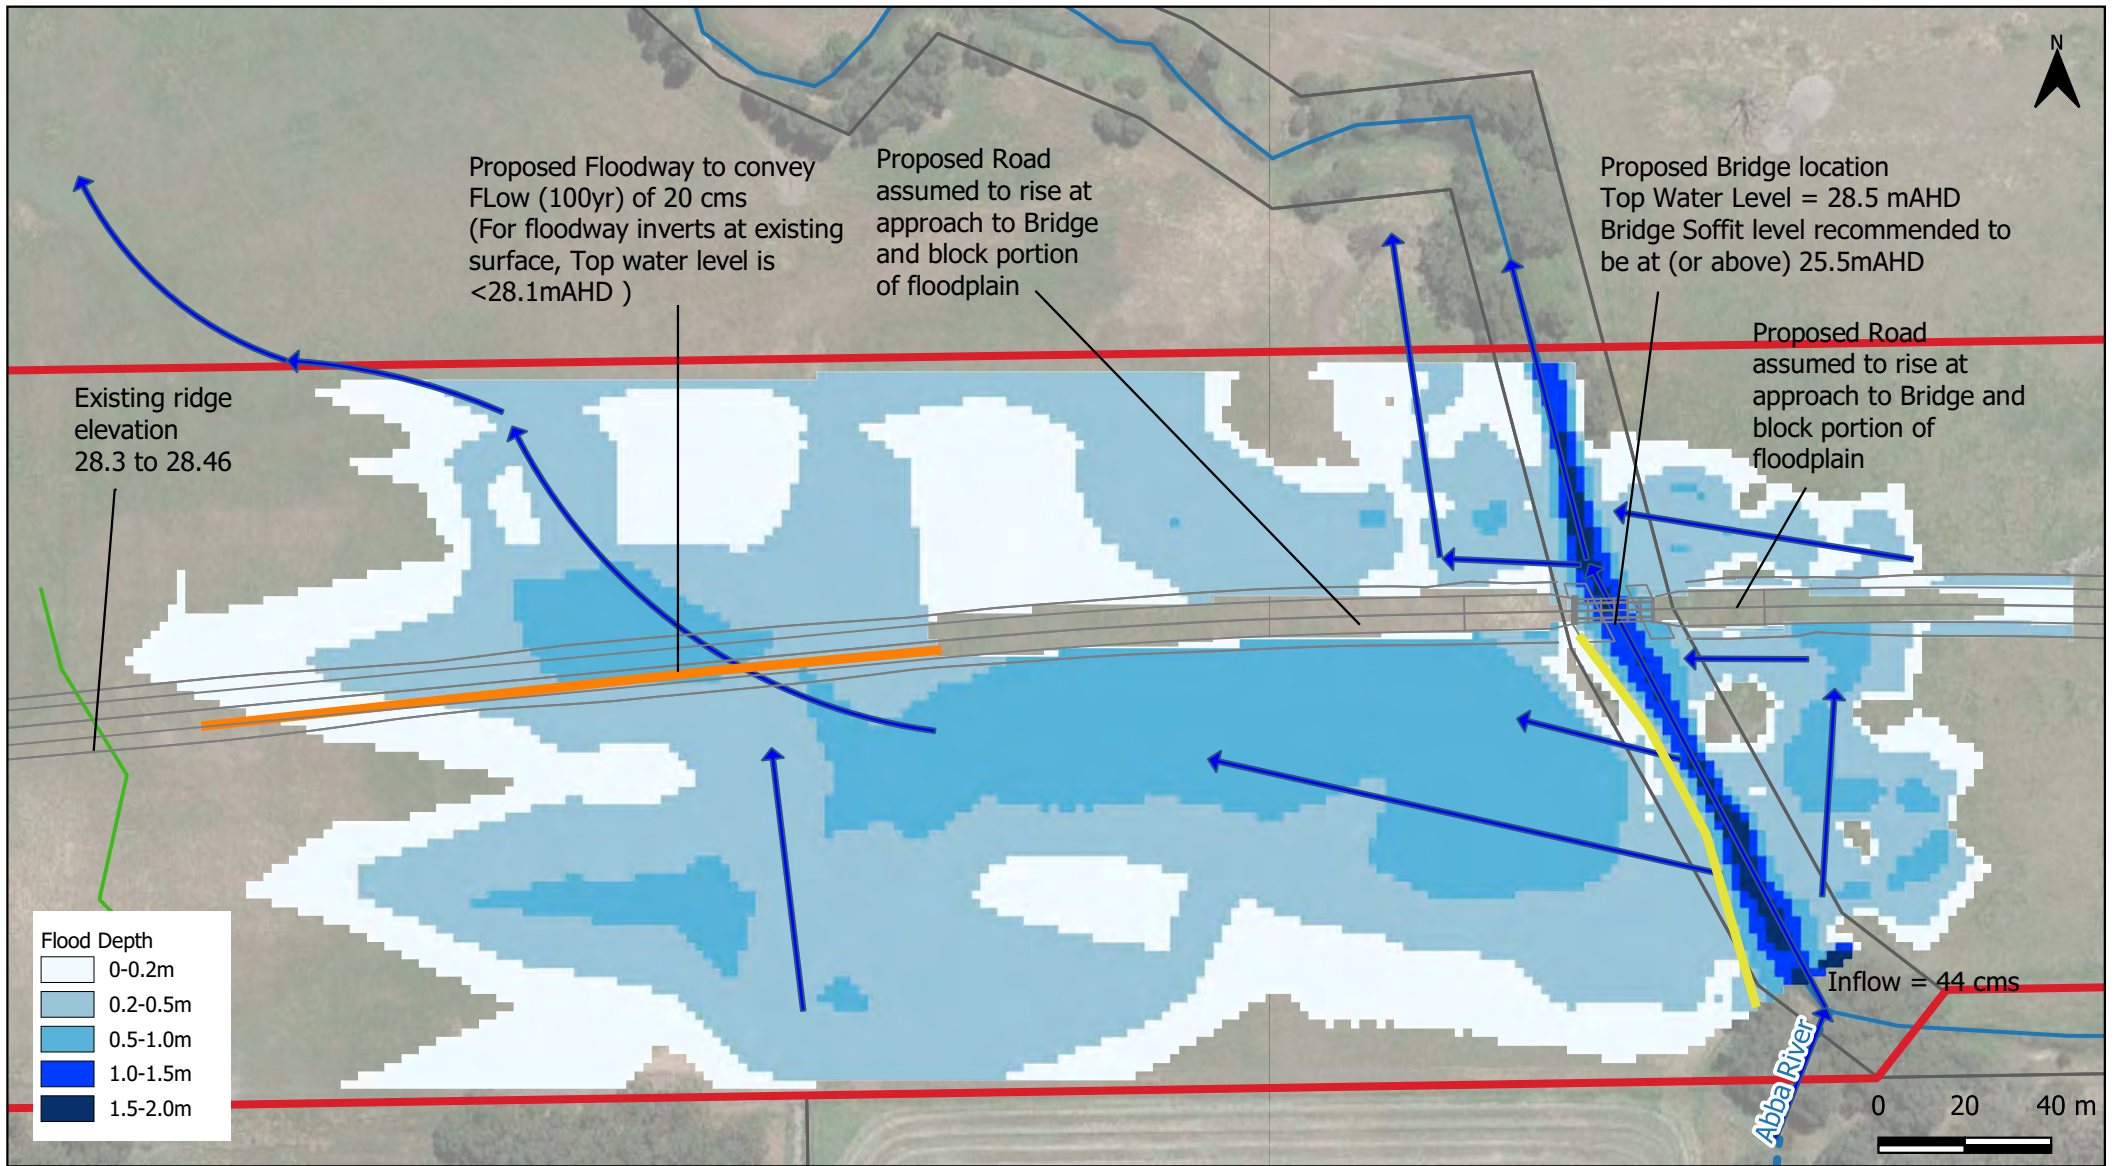 N
Proposed Floodway to convey
FLow (100yr) of 20 cms
(For floodway inverts at existing
surface, Top water level is
<28.1mAHD )
Proposed Road
assumed to rise at
approach to Bridge
and block portion
of floodplain
Proposed Bridge location
Top Water Level = 28.5 mAHD
Bridge Soffit level recommended to
be at (or above) 25.5mAHD
Proposed Road
assumed to rise at
approach to Bridge and
block portion of
floodplain
Existing ridge
elevation
28.3 to 28.46
Flood Depth
0-0.2m
0.2-0.5m
0.5-1.0m
1.0-1.5m
1.5-2.0m
Inflow = 44 cms
Abba River
0 20 40 m